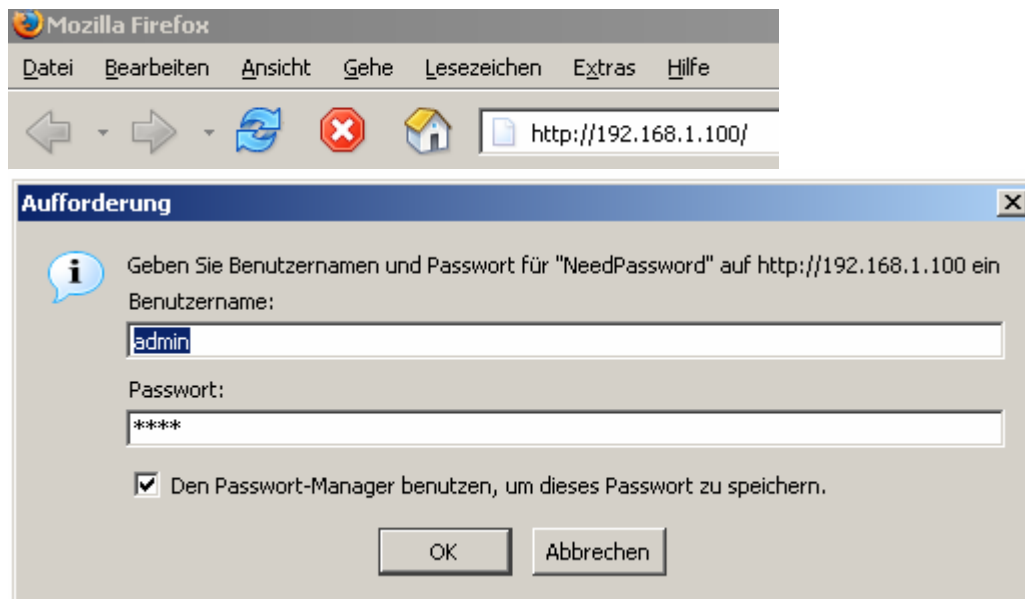 Mozilla Firefox
Datei Bearbeiten Ansicht Gehe Lesezeichen Extras Hilfe
http://192.168.1.100/
Aufforderung
Geben Sie Benutzernamen und Passwort für "NeedPassword" auf http://192.168.1.100 ein
Benutzername:
admin
Passwort:
****
Den Passwort-Manager benutzen, um dieses Passwort zu speichern.
OK Abbrechen